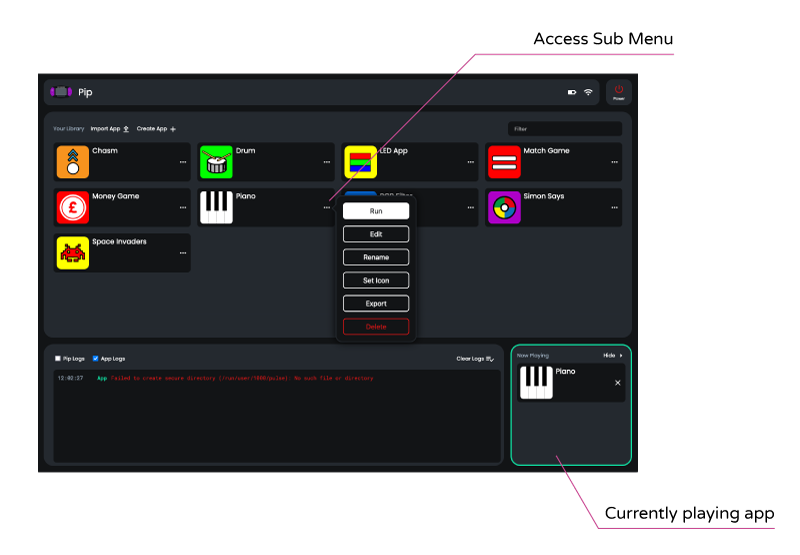 Access Sub Menu
Pip
Power
Your Library Import App Create App
Filter
Chasm
Drum
LED App
Match Game
Money Game
Piano
Simon Says
Space Invaders
Run
Edit
Rename
Set Icon
Export
Delete
Pip Logs App Logs
Clear Logs
12:02:27 App Failed to create secure directory (/run/user/1000/pulse): No such file or directory
Now Playing Hide
Piano
Currently playing app